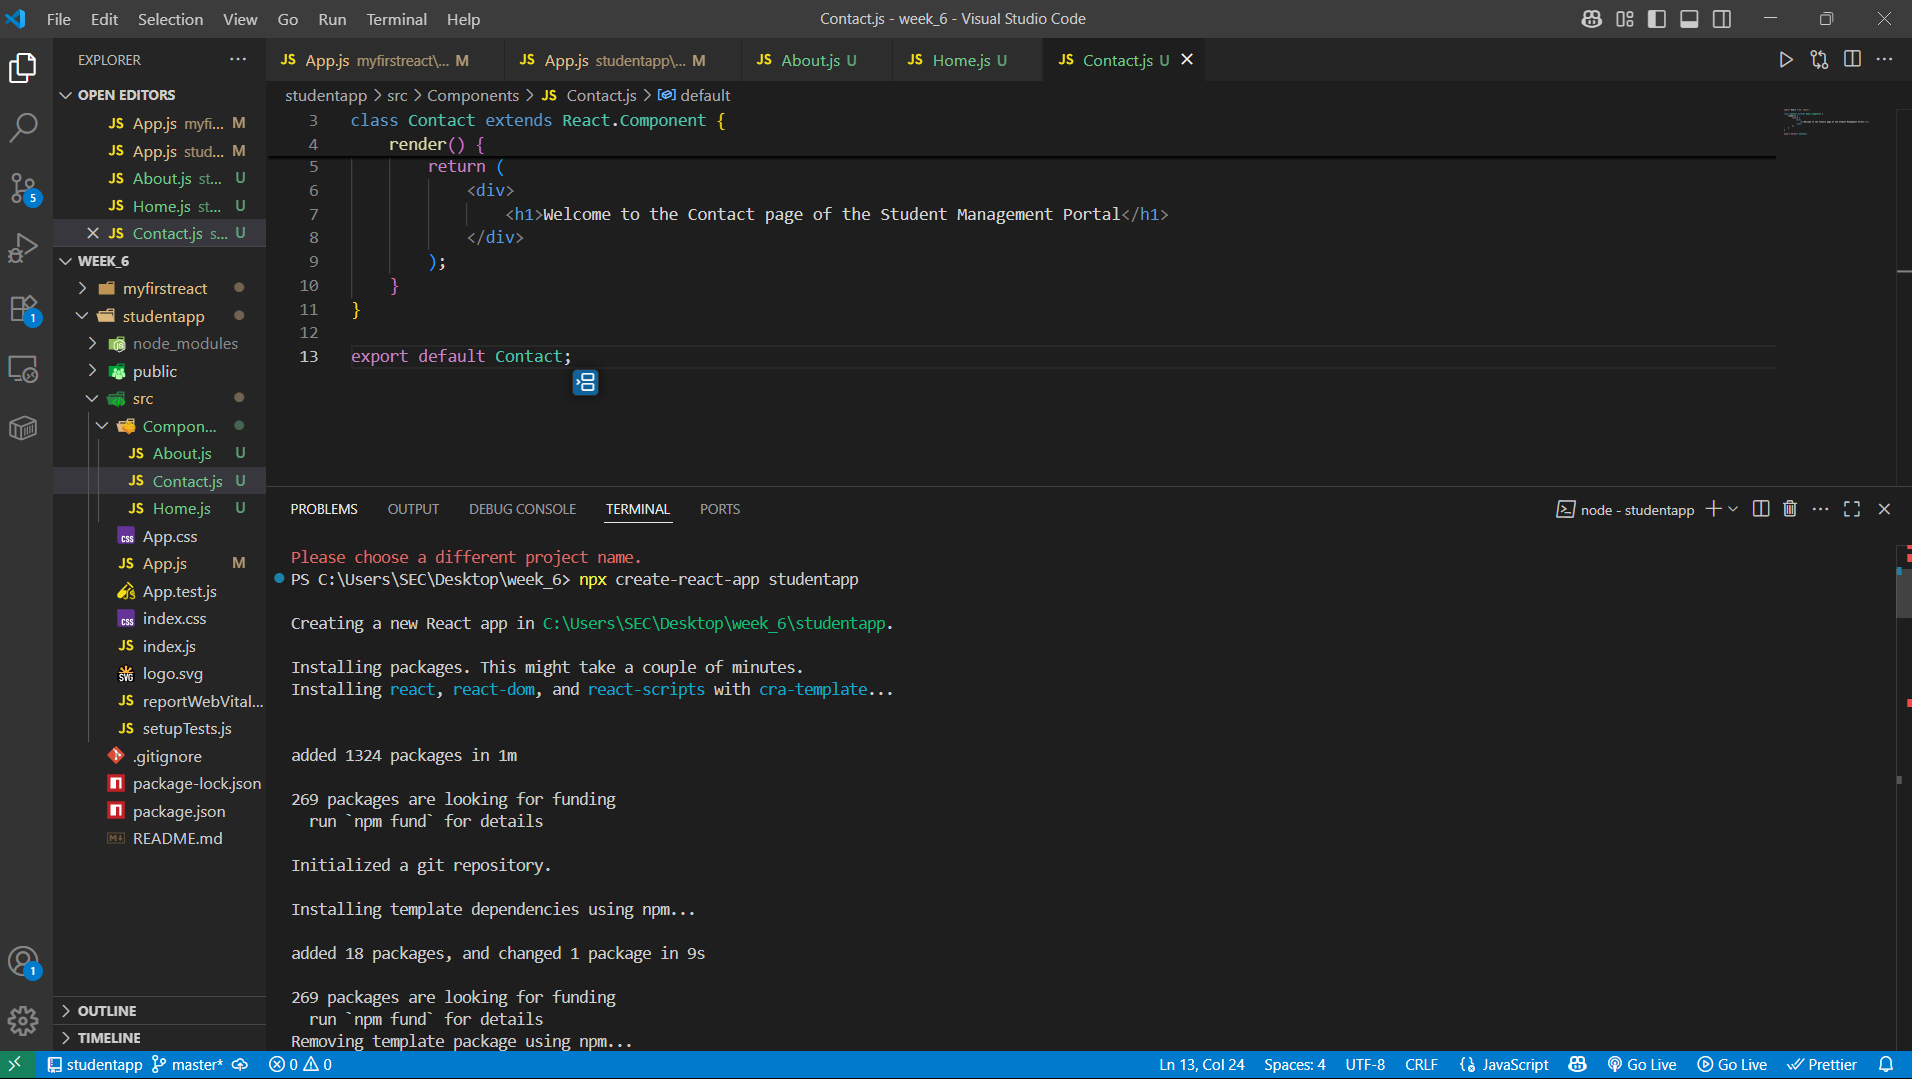 File Edit Selection View Go Run Terminal Help
Contact.js - week_6 - Visual Studio Code
EXPLORER
OPEN EDITORS
JS App.js myfi... M
JS App.js stud... M
JS About.js st... U
JS Home.js st... U
JS Contact.js s... U
WEEK_6
myfirstreact
studentapp
node_modules
public
src
Compon...
JS About.js U
JS Contact.js U
JS Home.js U
App.css
JS App.js M
App.test.js
index.css
JS index.js
logo.svg
JS reportWebVital...
JS setupTests.js
.gitignore
package-lock.json
package.json
README.md
OUTLINE
TIMELINE
5
1
1
JS App.js myfirstreact\... M
JS App.js studentapp\... M
JS About.js U
JS Home.js U
JS Contact.js U
studentapp > src > Components > JS Contact.js > default
3 class Contact extends React.Component {
4 render() {
5 return (
6 <div>
7 <h1>Welcome to the Contact page of the Student Management Portal</h1>
8 </div>
9 );
10 }
11 }
12
13 export default Contact;
PROBLEMS OUTPUT DEBUG CONSOLE TERMINAL PORTS
node - studentapp
Please choose a different project name.
PS C:\Users\SEC\Desktop\week_6> npx create-react-app studentapp
Creating a new React app in C:\Users\SEC\Desktop\week_6\studentapp.
Installing packages. This might take a couple of minutes.
Installing react, react-dom, and react-scripts with cra-template...
added 1324 packages in 1m
269 packages are looking for funding
run `npm fund` for details
Initialized a git repository.
Installing template dependencies using npm...
added 18 packages, and changed 1 package in 9s
269 packages are looking for funding
run `npm fund` for details
Removing template package using npm...
studentapp master* 0 0
Ln 13, Col 24 Spaces: 4 UTF-8 CRLF JavaScript Go Live Go Live Prettier